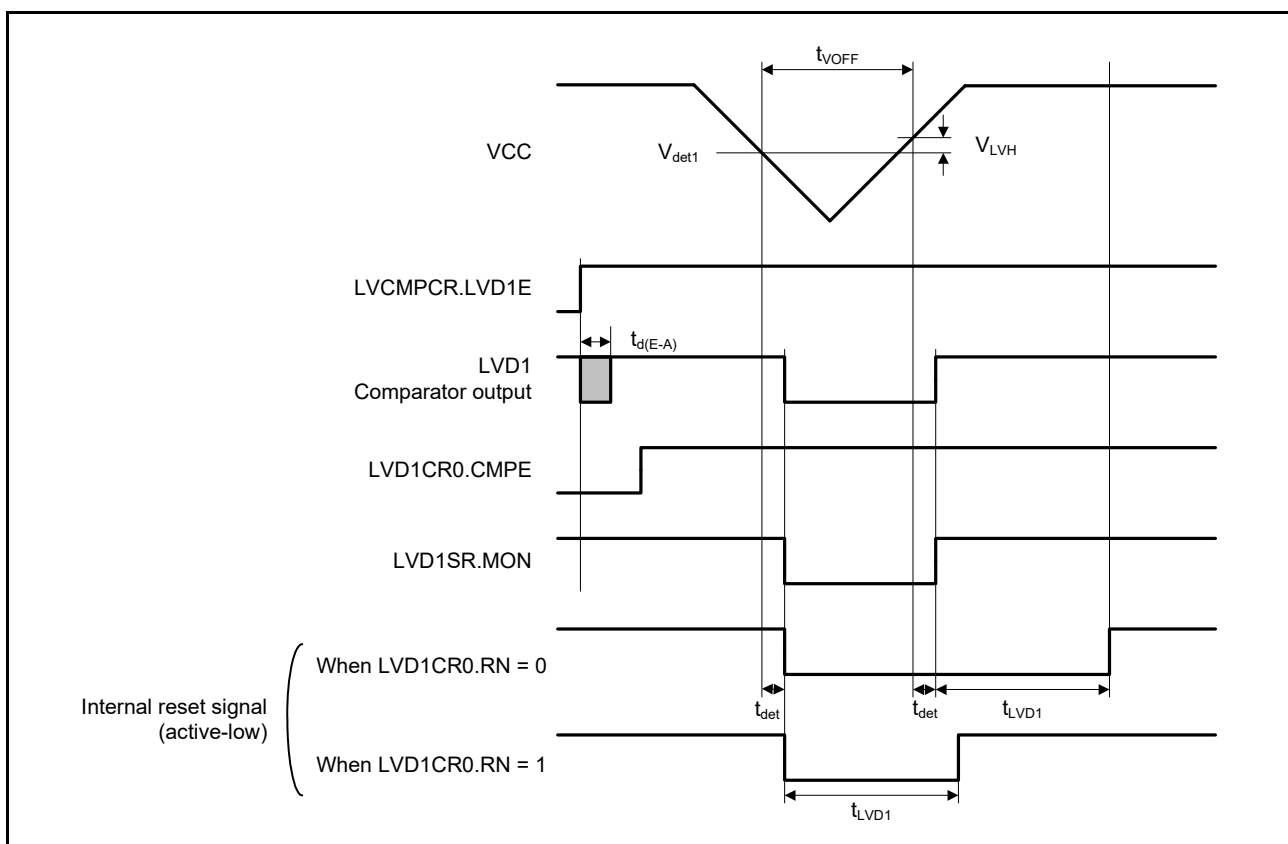 tVOFF
VCC
Vdet1
VLVH
LVCMPCR.LVD1E
td(E-A)
LVD1
Comparator output
LVD1CR0.CMPE
LVD1SR.MON
When LVD1CR0.RN = 0
Internal reset signal
(active-low)
tdet
tdet
tLVD1
When LVD1CR0.RN = 1
tLVD1